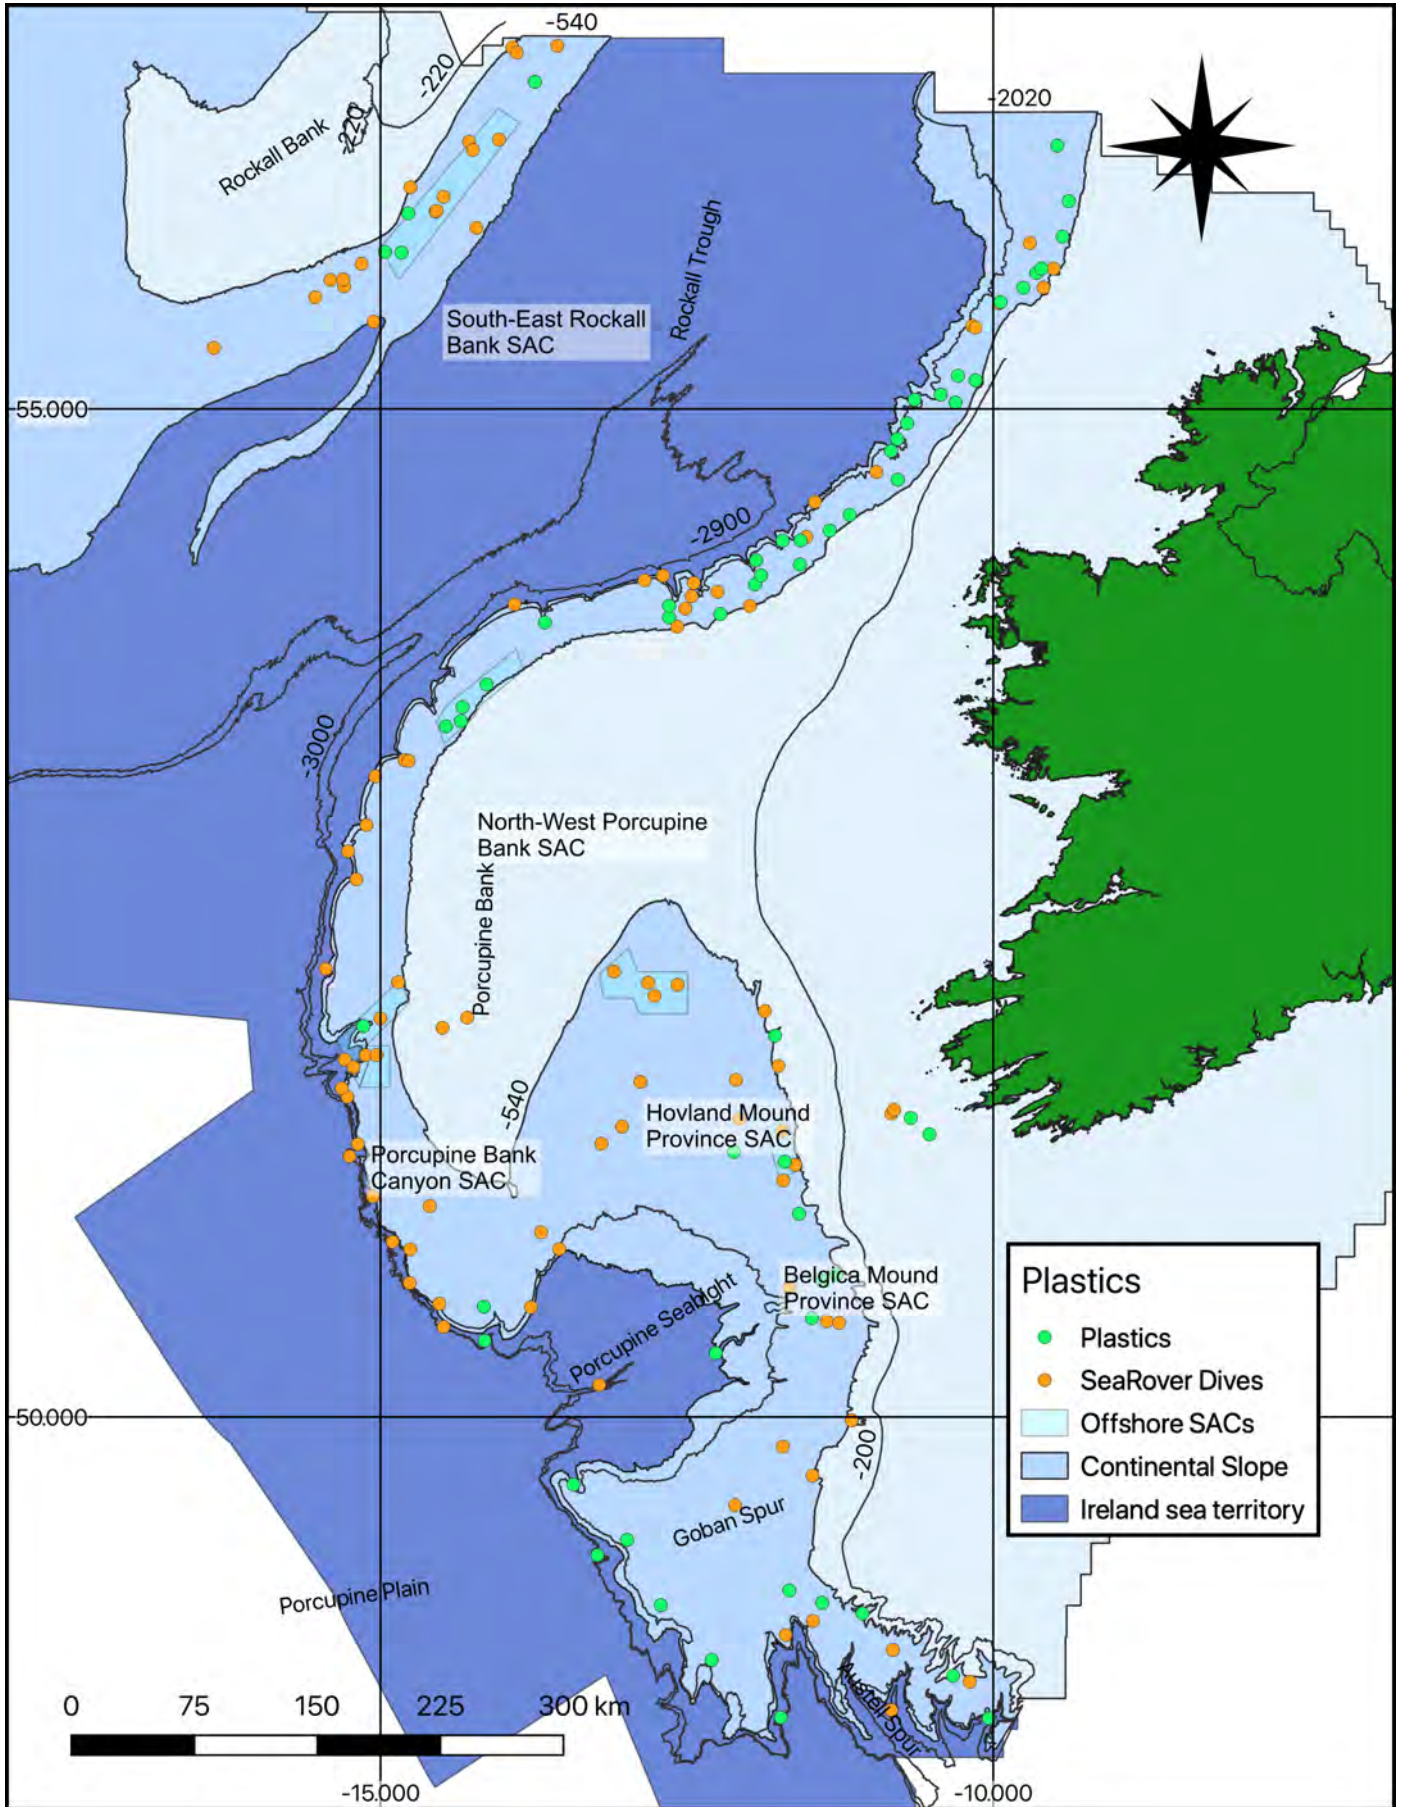 -540
-220
-220
Rockall Bank
-2020
Rockall Trough
South-East Rockall
Bank SAC
55.000
-2900
-3000
North-West Porcupine
Bank SAC
Porcupine Bank
-540
Hovland Mound
Province SAC
Porcupine Bank
Canyon SAC
Belgica Mound
Province SAC
Porcupine Seabight
50.000
-200
Goban Spur
Porcupine Plain
Austell Spur
Plastics
Plastics
SeaRover Dives
Offshore SACs
Continental Slope
Ireland sea territory
0 75 150 225 300 km
-15.000 -10.000